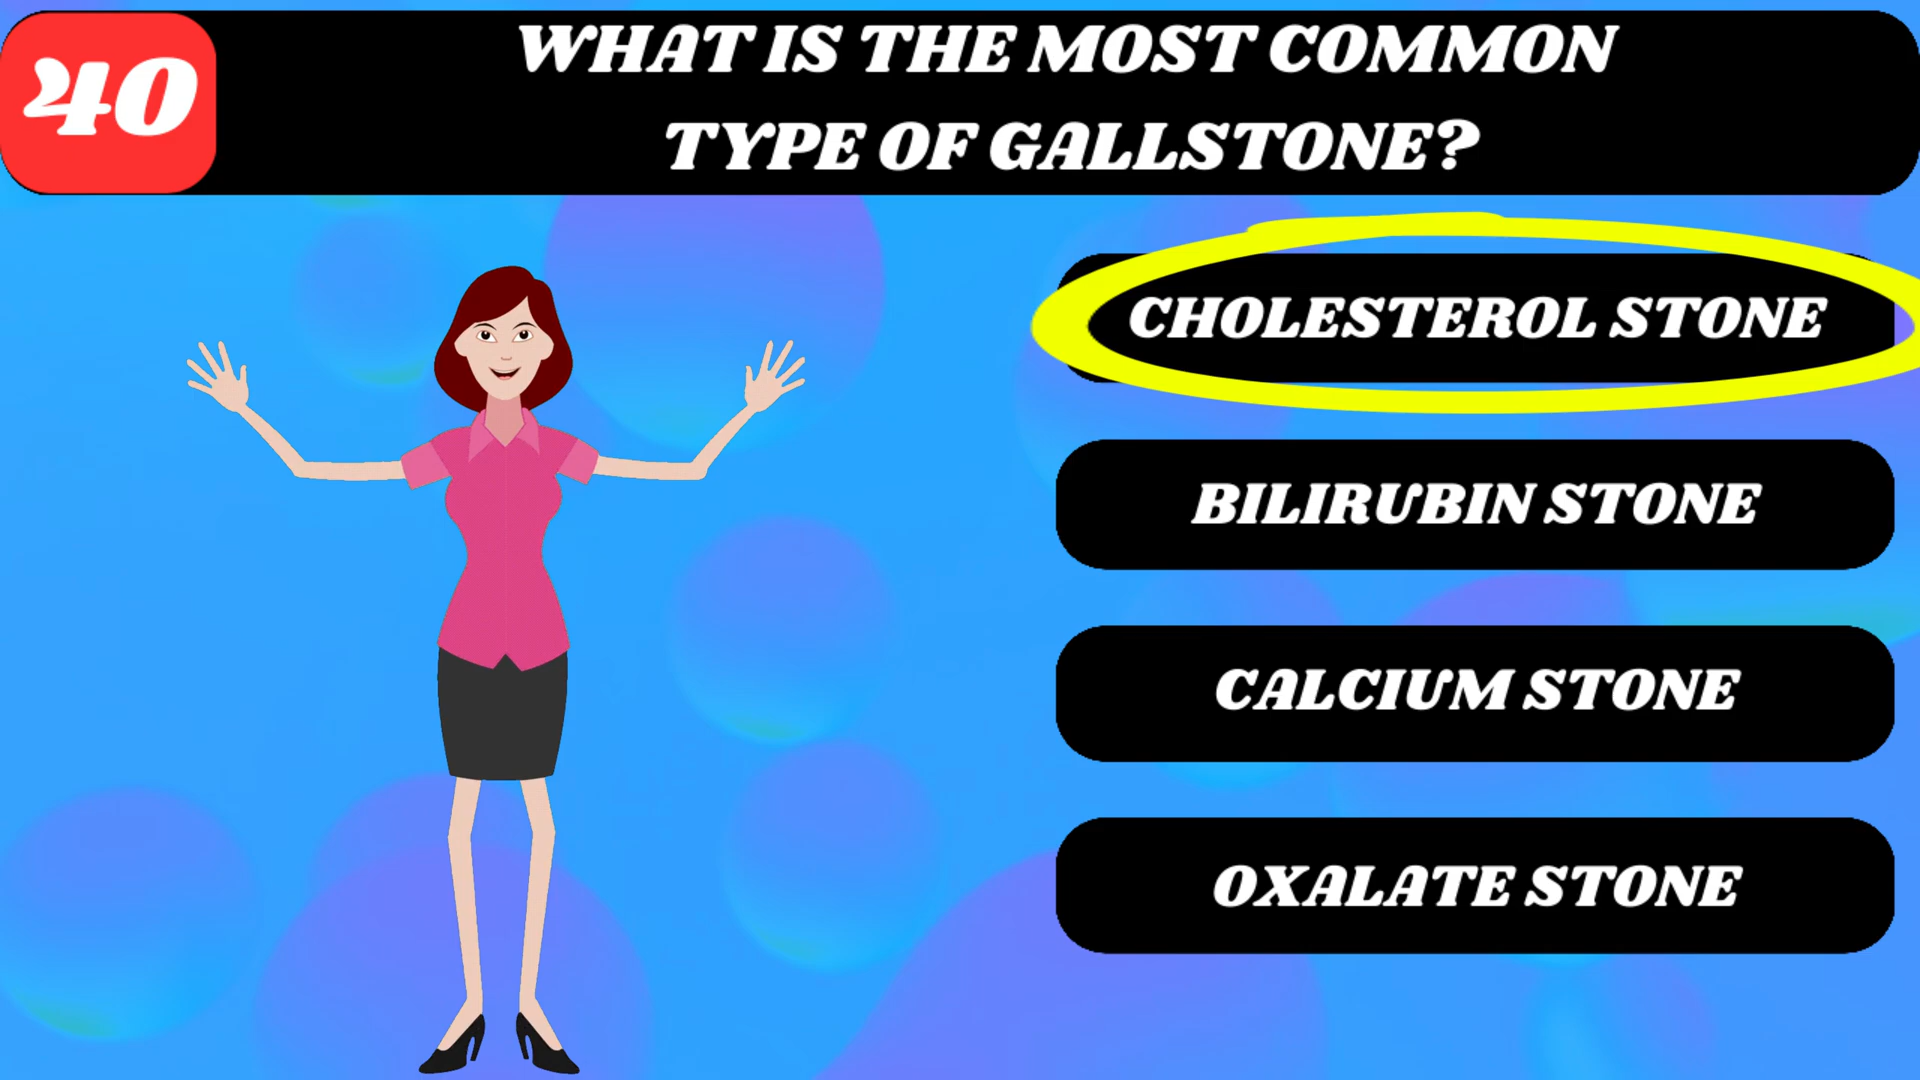 40
WHAT IS THE MOST COMMON
TYPE OF GALLSTONE?
CHOLESTEROL STONE
BILIRUBIN STONE
CALCIUM STONE
OXALATE STONE